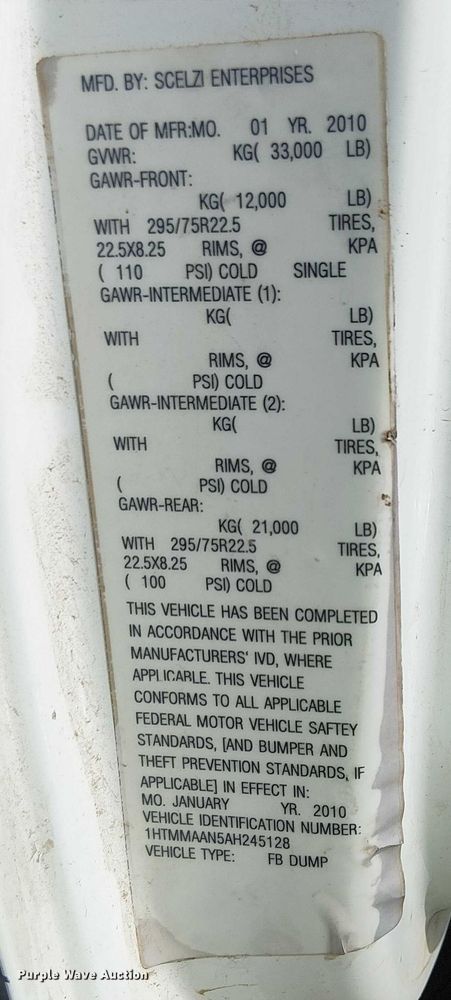 MFD. BY: SCELZI ENTERPRISES
DATE OF MFR:MO. 01 YR. 2010
GVWR: KG( 33,000 LB)
GAWR-FRONT:
KG( 12,000 LB)
WITH 295/75R22.5 TIRES,
22.5X8.25 RIMS, @ KPA
( 110 PSI) COLD SINGLE
GAWR-INTERMEDIATE (1):
KG( LB)
WITH TIRES,
RIMS, @ KPA
( PSI) COLD
GAWR-INTERMEDIATE (2):
KG( LB)
WITH TIRES,
RIMS, @ KPA
( PSI) COLD
GAWR-REAR:
KG( 21,000 LB)
WITH 295/75R22.5 TIRES,
22.5X8.25 RIMS, @ KPA
( 100 PSI) COLD
THIS VEHICLE HAS BEEN COMPLETED
IN ACCORDANCE WITH THE PRIOR
MANUFACTURERS' IVD, WHERE
APPLICABLE. THIS VEHICLE
CONFORMS TO ALL APPLICABLE
FEDERAL MOTOR VEHICLE SAFTEY
STANDARDS, [AND BUMPER AND
THEFT PREVENTION STANDARDS, IF
APPLICABLE] IN EFFECT IN:
MO. JANUARY YR. 2010
VEHICLE IDENTIFICATION NUMBER:
1HTMMAAN5AH245128
VEHICLE TYPE: FB DUMP
Purple Wave Auction